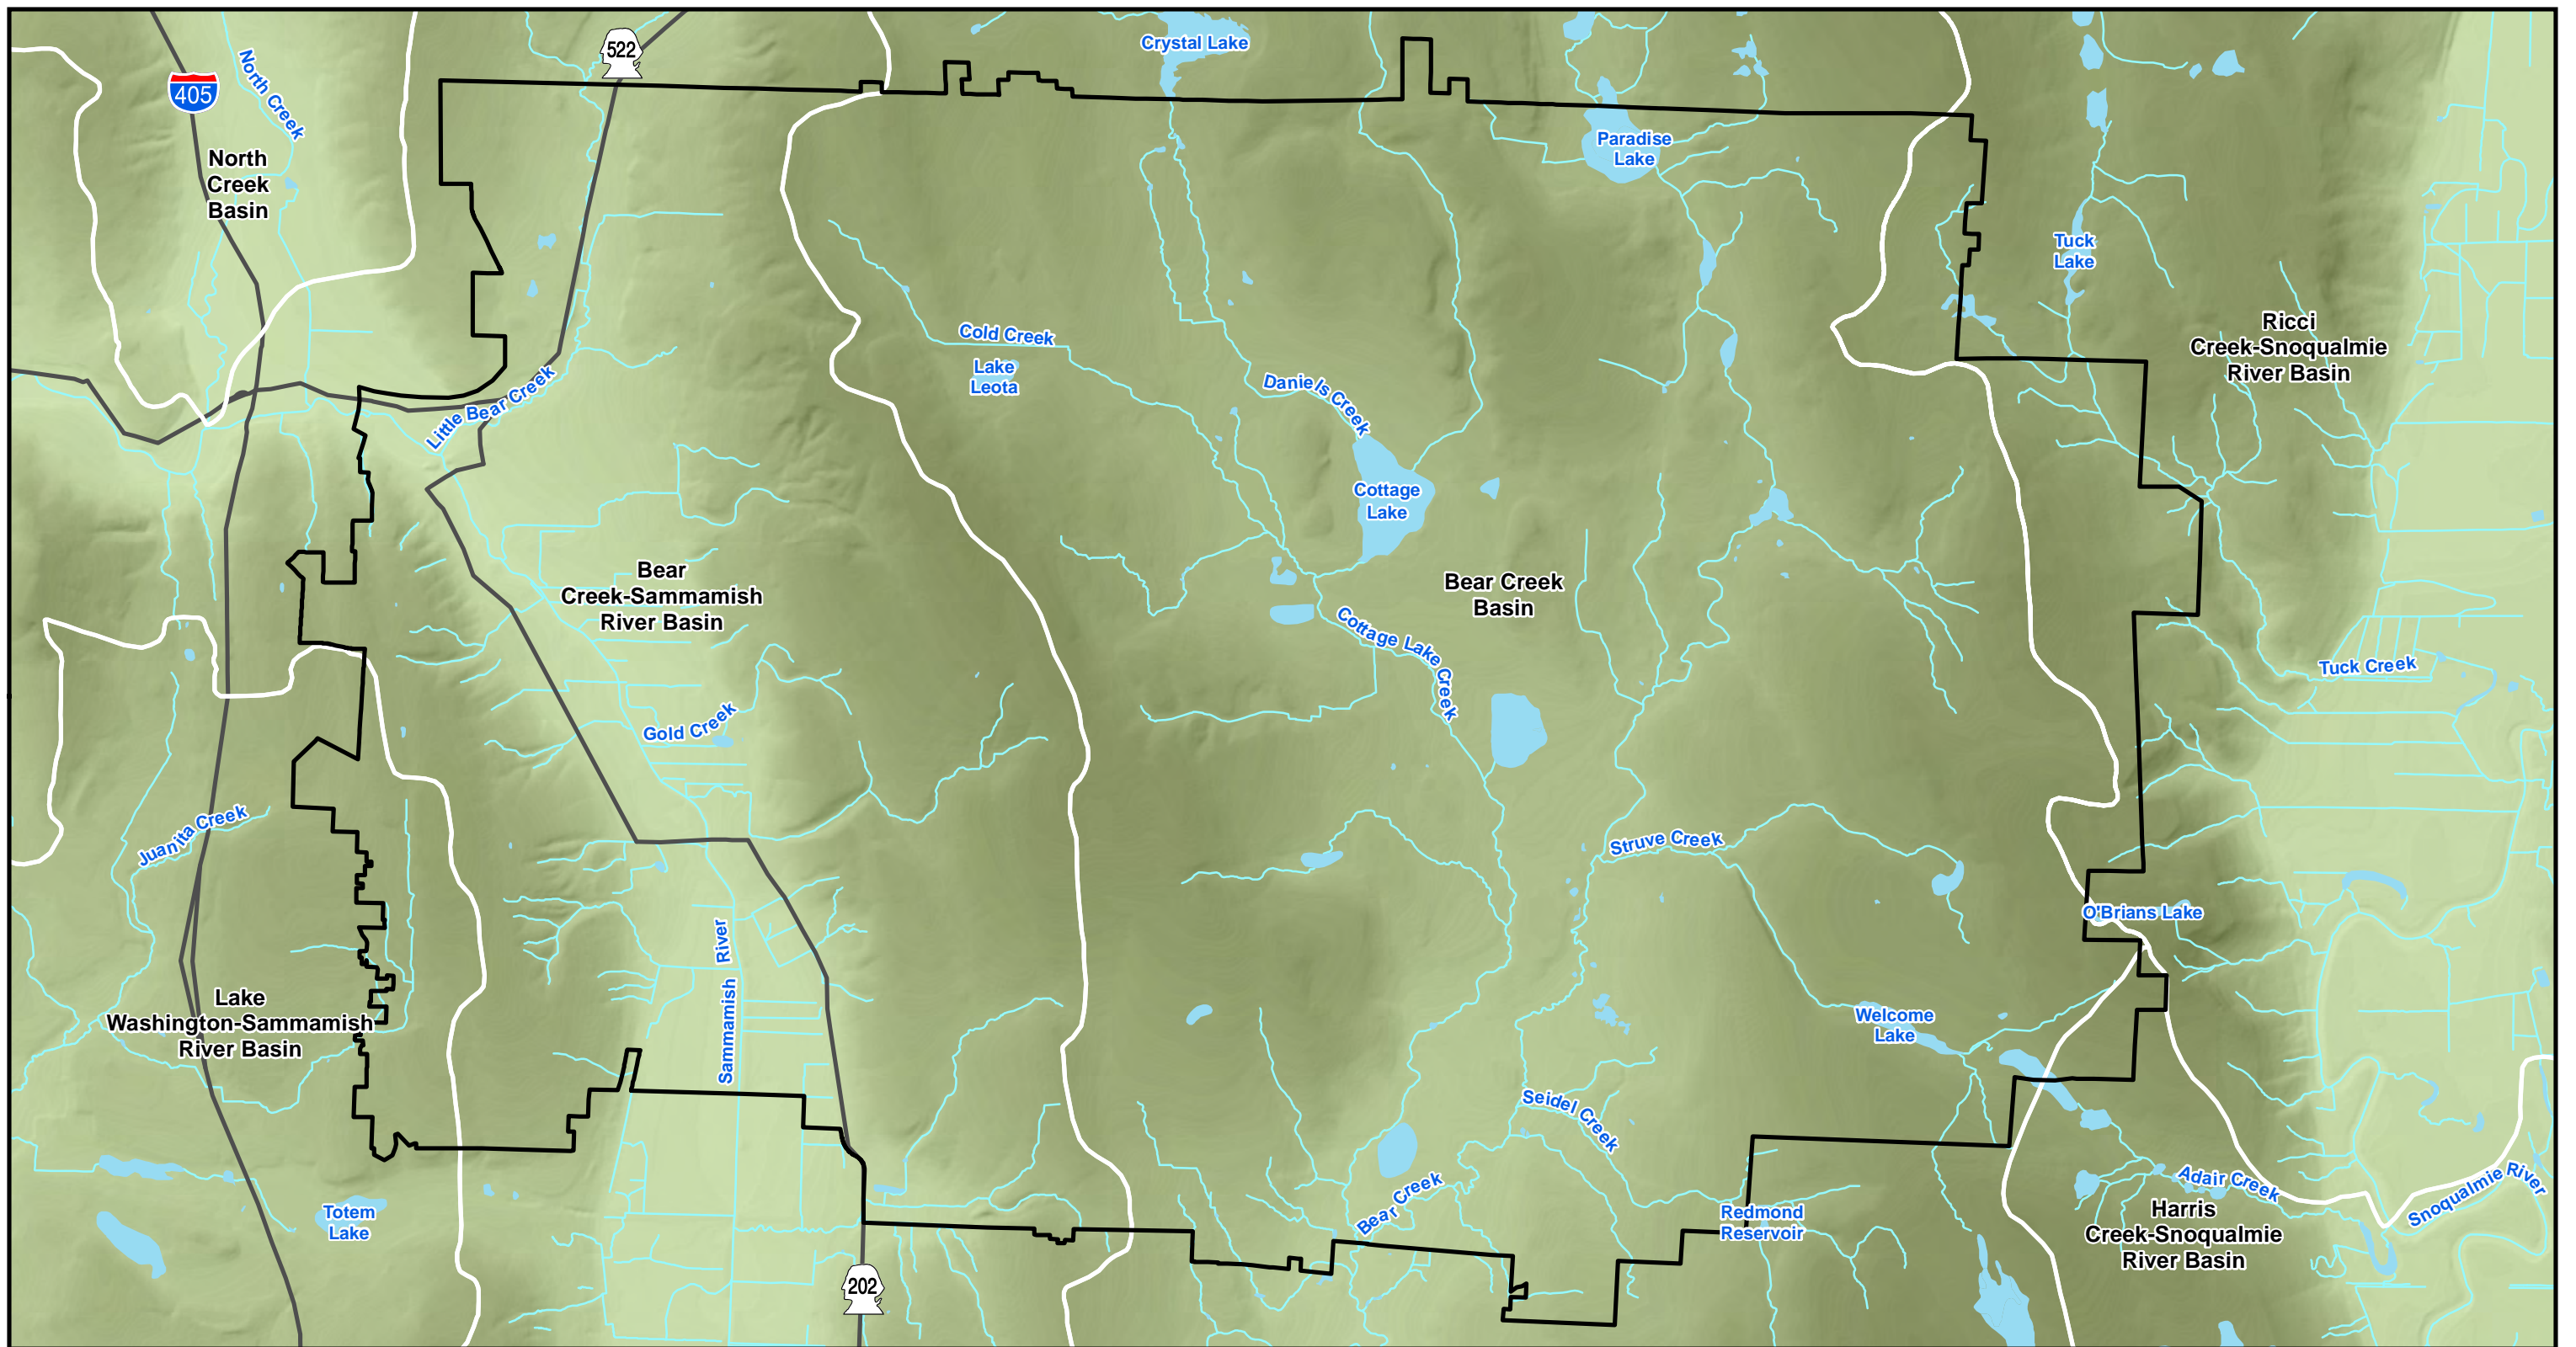 Crystal Lake
522
North Creek
405
North
Creek
Basin
Paradise
Lake
Tuck
Lake
Ricci
Creek-Snoqualmie
River Basin
Cold Creek
Lake
Leota
Daniels Creek
Little Bear Creek
Cottage
Lake
Bear
Creek-Sammamish
River Basin
Bear Creek
Basin
Cottage Lake Creek
Tuck Creek
Gold Creek
Juanita Creek
Struve Creek
O'Brians Lake
Sammamish River
Lake
Washington-Sammamish
River Basin
Welcome
Lake
Seidel Creek
Bear Creek
Adair Creek
Snoqualmie River
Totem
Lake
Redmond
Reservoir
Harris
Creek-Snoqualmie
River Basin
202